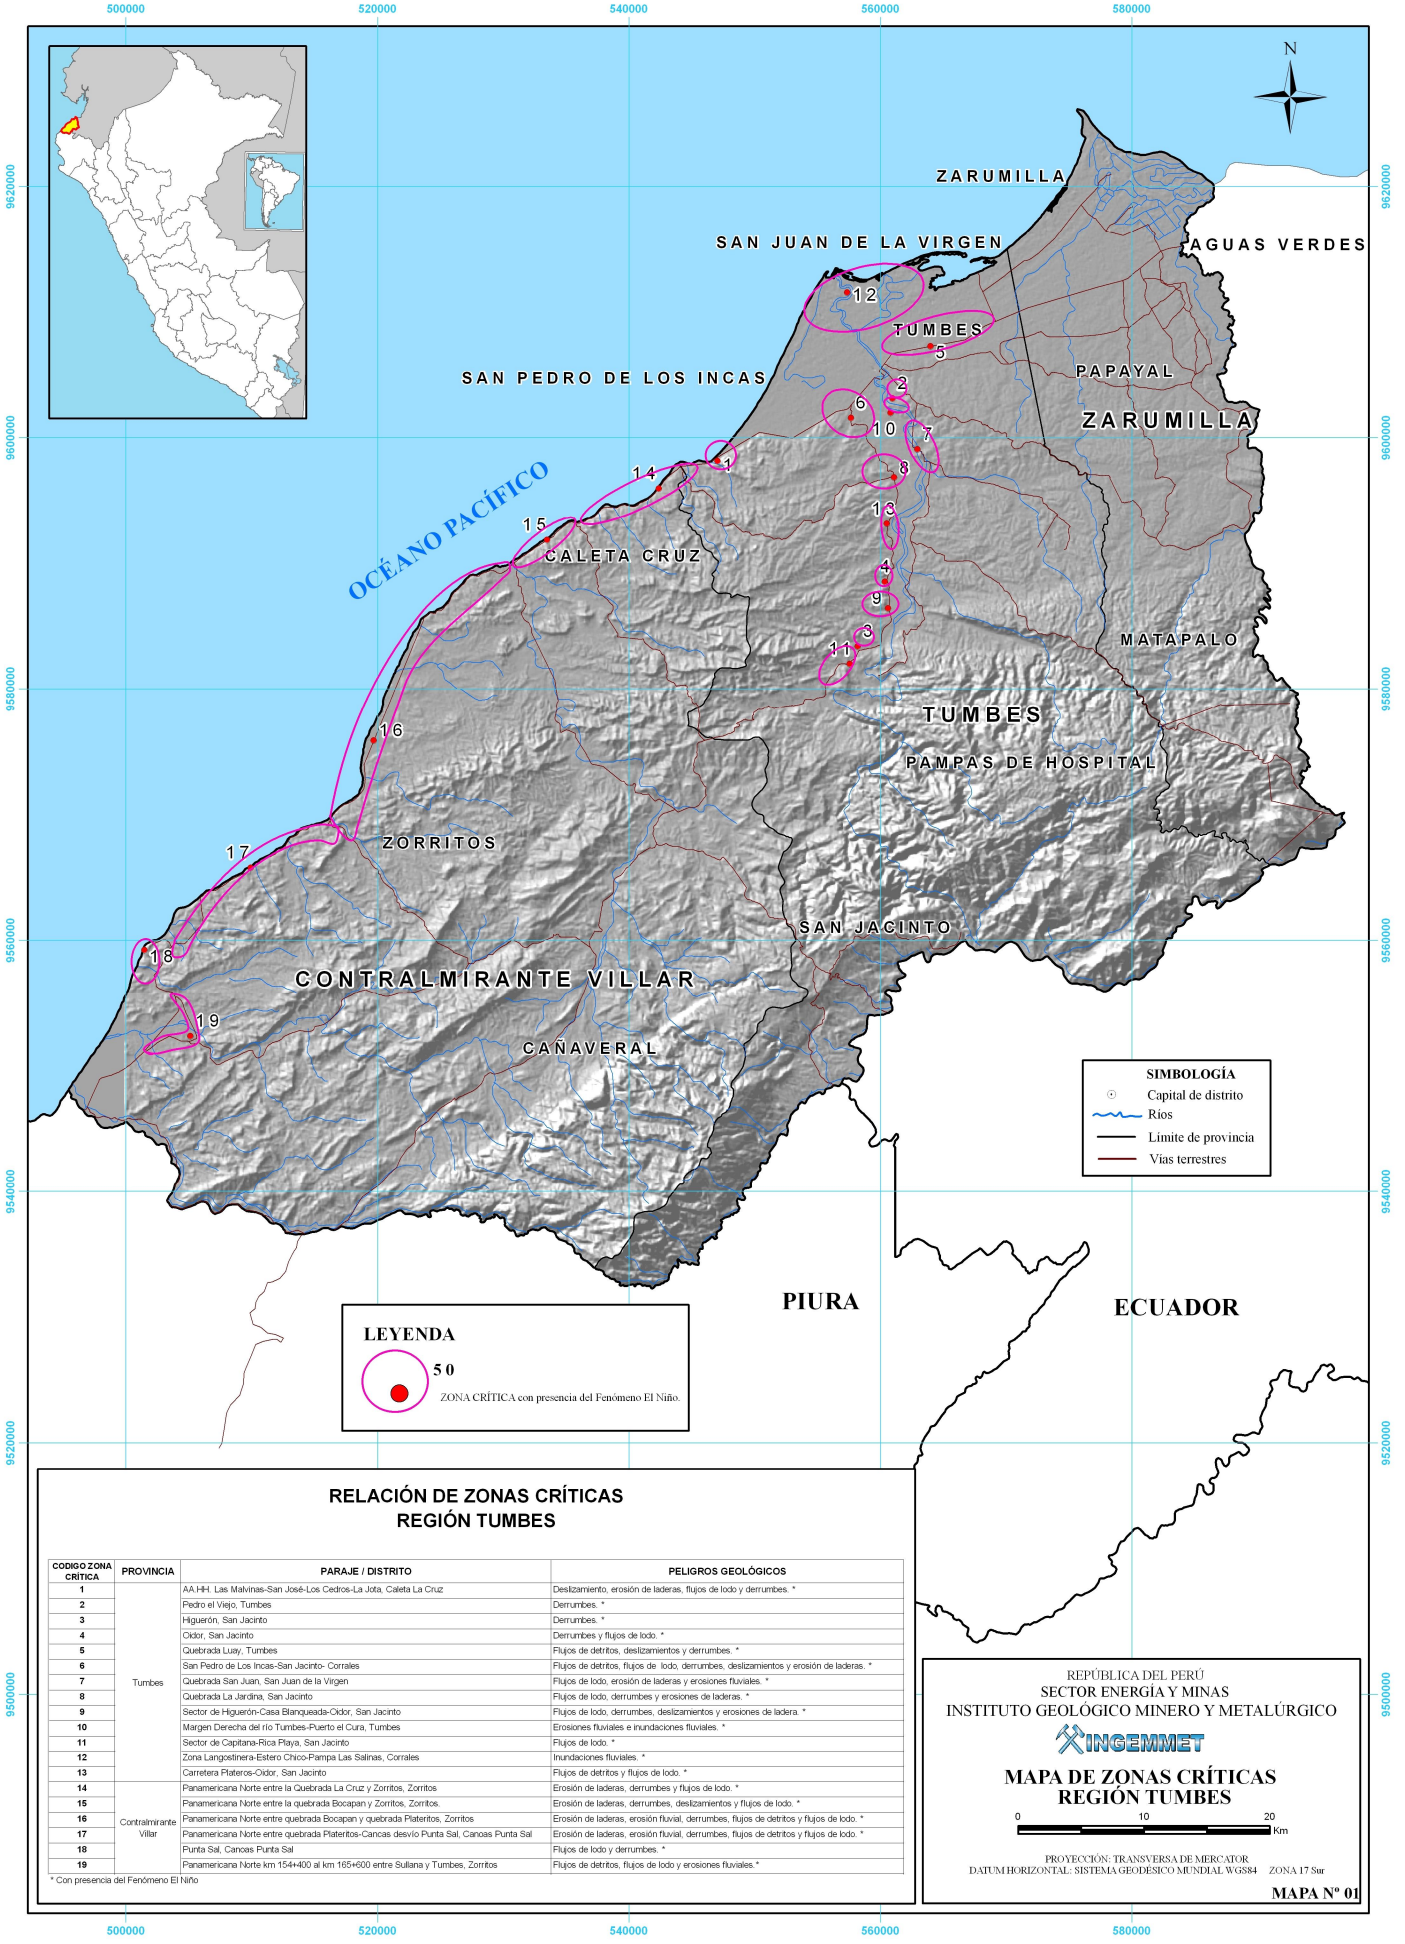 500000 520000 540000 560000 580000
N
9620000 9620000
ZARUMILLA
SAN JUAN DE LA VIRGEN
AGUAS VERDES
12
TUMBES
5
SAN PEDRO DE LOS INCAS
PAPAYAL
2
6
10
ZARUMILLA
7
9600000 9600000
1
8
14
OCÉANO PACÍFICO
13
15
CALETA CRUZ
4
9
3
11
MATAPALO
9580000 9580000
TUMBES
16
PAMPAS DE HOSPITAL
ZORRITOS
17
SAN JACINTO
9560000 9560000
18
CONTRALMIRANTE VILLAR
19
CAÑAVERAL
SIMBOLOGÍA
Capital de distrito
Ríos
Límite de provincia
Vías terrestres
9540000 9540000
PIURA
ECUADOR
LEYENDA
50
ZONA CRÍTICA con presencia del Fenómeno El Niño.
9520000 9520000
RELACIÓN DE ZONAS CRÍTICAS
REGIÓN TUMBES
CODIGO ZONA CRÍTICA PROVINCIA PARAJE / DISTRITO PELIGROS GEOLÓGICOS
Tumbes
1 AA.HH. Las Malvinas-San José-Los Cedros-La Jota, Caleta La Cruz Deslizamiento, erosión de laderas, flujos de lodo y derrumbes. *
2 Pedro el Viejo, Tumbes Derrumbes. *
3 Higuerón, San Jacinto Derrumbes. *
4 Oidor, San Jacinto Derrumbes y flujos de lodo. *
5 Quebrada Luay, Tumbes Flujos de detritos, deslizamientos y derrumbes. *
6 San Pedro de Los Incas-San Jacinto- Corrales Flujos de detritos, flujos de lodo, derrumbes, deslizamientos y erosión de laderas. *
7 Quebrada San Juan, San Juan de la Virgen Flujos de lodo, erosión de laderas y erosiones fluviales. *
8 Quebrada La Jardina, San Jacinto Flujos de lodo, derrumbes y erosiones de laderas. *
9 Sector de Higuerón-Casa Blanqueada-Oidor, San Jacinto Flujos de lodo, derrumbes, deslizamientos y erosiones de ladera. *
10 Margen Derecha del río Tumbes-Puerto el Cura, Tumbes Erosiones fluviales e inundaciones fluviales. *
11 Sector de Capitana-Rica Playa, San Jacinto Flujos de lodo. *
12 Zona Langostinera-Estero Chico-Pampa Las Salinas, Corrales Inundaciones fluviales. *
13 Carretera Plateros-Oidor, San Jacinto Flujos de detritos y flujos de lodo. *
Contralmirante Villar
14 Panamericana Norte entre la Quebrada La Cruz y Zorritos, Zorritos Erosión de laderas, derrumbes y flujos de lodo. *
15 Panamericana Norte entre la quebrada Bocapan y Zorritos, Zorritos. Erosión de laderas, derrumbes, deslizamientos y flujos de lodo. *
16 Panamericana Norte entre quebrada Bocapan y quebrada Plateritos, Zorritos Erosión de laderas, erosión fluvial, derrumbes, flujos de detritos y flujos de lodo. *
17 Panamericana Norte entre quebrada Plateritos-Cancas desvío Punta Sal, Canoas Punta Sal Erosión de laderas, erosión fluvial, derrumbes, flujos de detritos y flujos de lodo. *
18 Punta Sal, Canoas Punta Sal Flujos de lodo y derrumbes. *
19 Panamericana Norte km 154+400 al km 165+600 entre Sullana y Tumbes, Zorritos Flujos de detritos, flujos de lodo y erosiones fluviales.*
* Con presencia del Fenómeno El Niño
9500000 9500000
REPÚBLICA DEL PERÚ
SECTOR ENERGÍA Y MINAS
INSTITUTO GEOLÓGICO MINERO Y METALÚRGICO
INGEMMET
MAPA DE ZONAS CRÍTICAS
REGIÓN TUMBES
0 10 20
Km
PROYECCIÓN: TRANSVERSA DE MERCATOR
DATUM HORIZONTAL: SISTEMA GEODÉSICO MUNDIAL WGS84 ZONA 17 Sur
MAPA Nº 01
500000 520000 540000 560000 580000